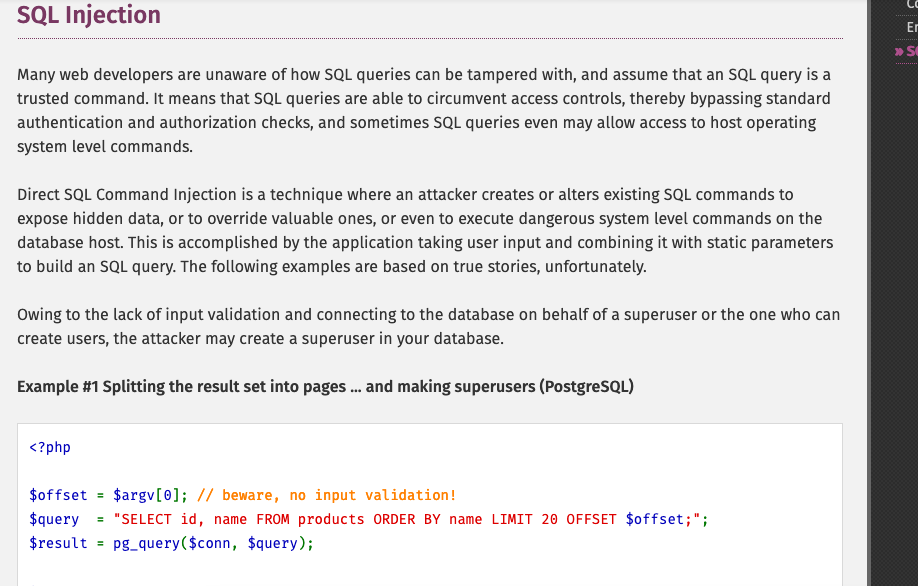 SQL Injection
Many web developers are unaware of how SQL queries can be tampered with, and assume that an SQL query is a
trusted command. It means that SQL queries are able to circumvent access controls, thereby bypassing standard
authentication and authorization checks, and sometimes SQL queries even may allow access to host operating
system level commands.
Direct SQL Command Injection is a technique where an attacker creates or alters existing SQL commands to
expose hidden data, or to override valuable ones, or even to execute dangerous system level commands on the
database host. This is accomplished by the application taking user input and combining it with static parameters
to build an SQL query. The following examples are based on true stories, unfortunately.
Owing to the lack of input validation and connecting to the database on behalf of a superuser or the one who can
create users, the attacker may create a superuser in your database.
Example #1 Splitting the result set into pages ... and making superusers (PostgreSQL)
<?php
$offset = $argv[0]; // beware, no input validation!
$query  = "SELECT id, name FROM products ORDER BY name LIMIT 20 OFFSET $offset;";
$result = pg_query($conn, $query);